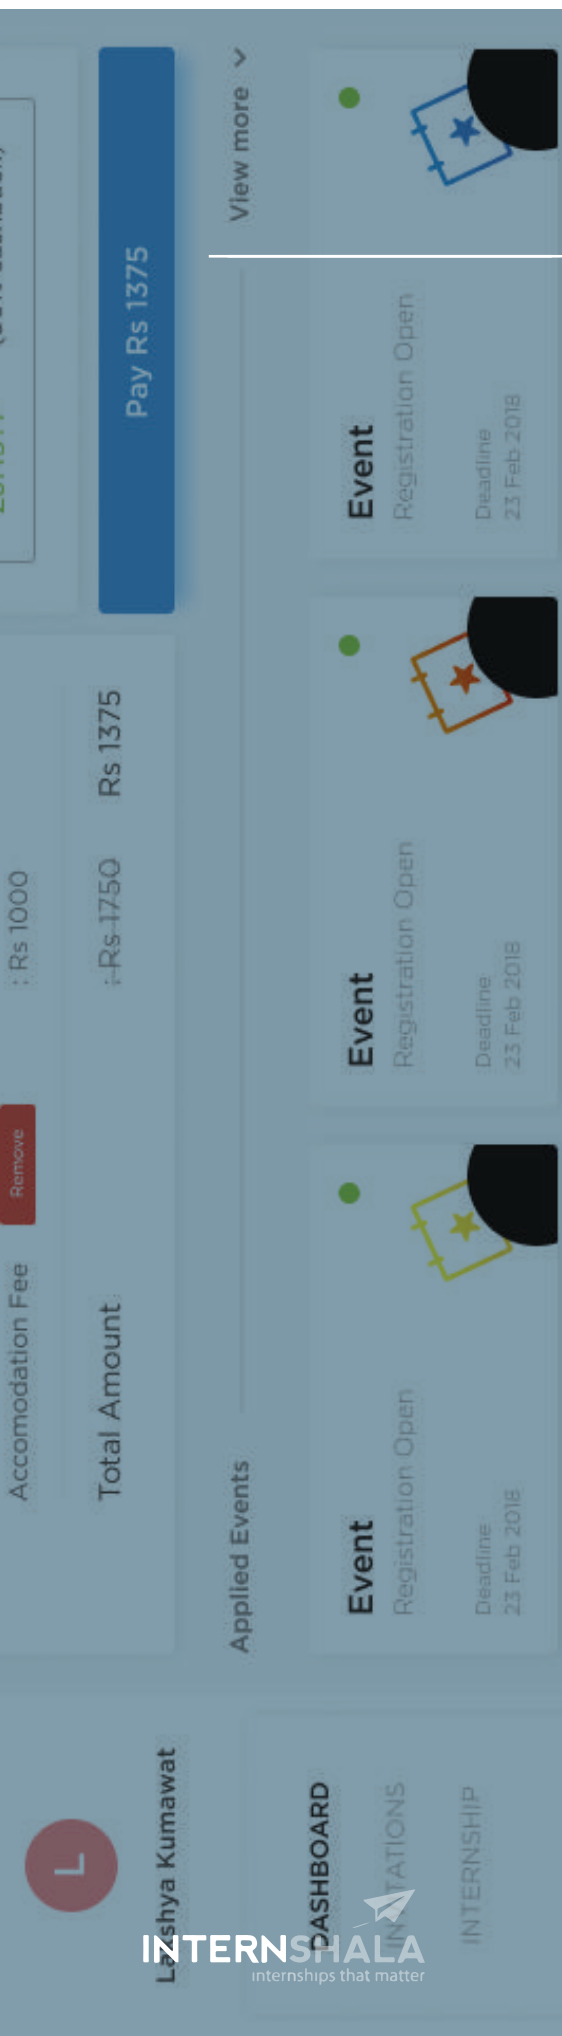 Accomodation Fee
Remove
: Rs 1000
Total Amount
: Rs 1750
Rs 1375
Pay Rs 1375
Applied Events
View more
Event
Registration Open
Deadline
23 Feb 2018
Event
Registration Open
Deadline
23 Feb 2018
Event
Registration Open
Deadline
23 Feb 2018
L
Lakshya Kumawat
DASHBOARD
INVITATIONS
INTERNSHIP
INTERNSHALA
internships that matter